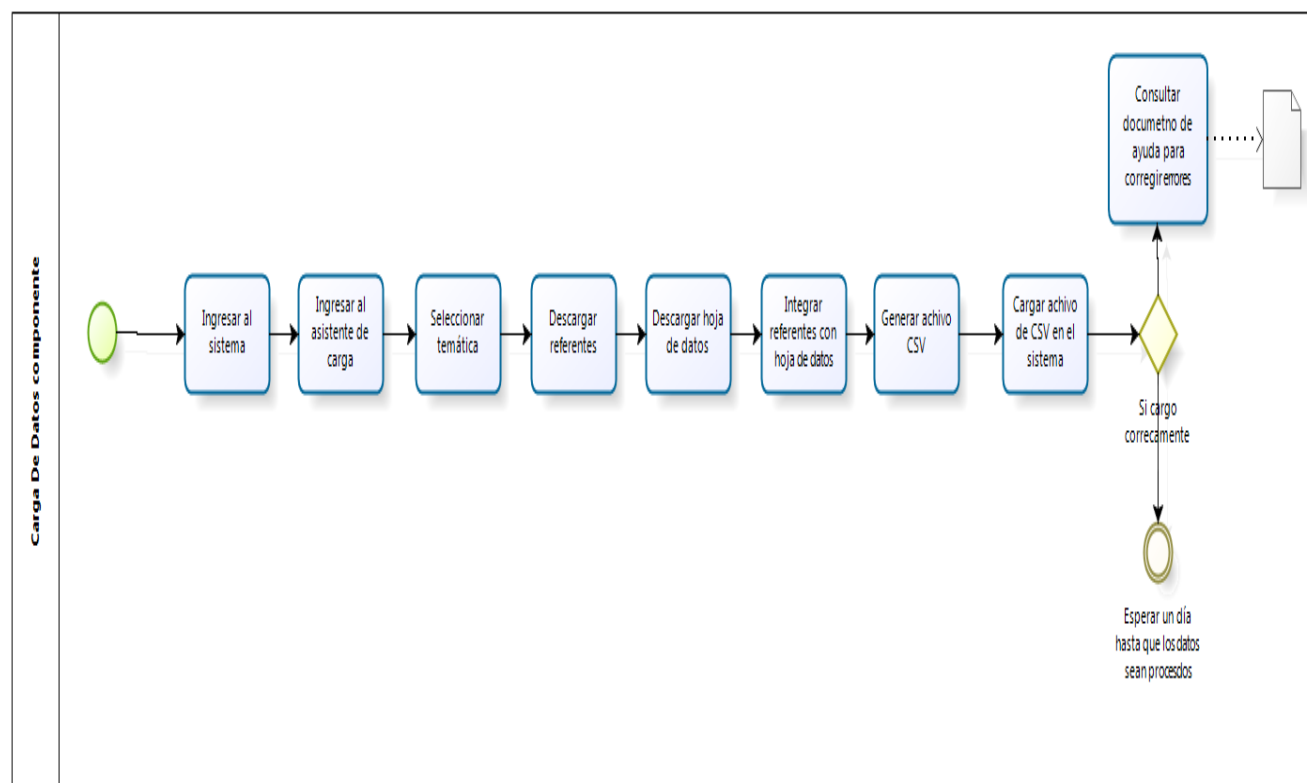 Carga De Datos componente
Ingresar al
sistema
Ingresar al
asistente de
carga
Seleccionar
temática
Descargar
referentes
Descargar hoja
de datos
Integrar
referentes con
hoja de datos
Generar achivo
CSV
Cargar achivo
de CSV en el
sistema
Consultar
documetno de
ayuda para
corregir errores
Si cargo
correcamente
Esperar un día
hasta que los datos
sean procesdos